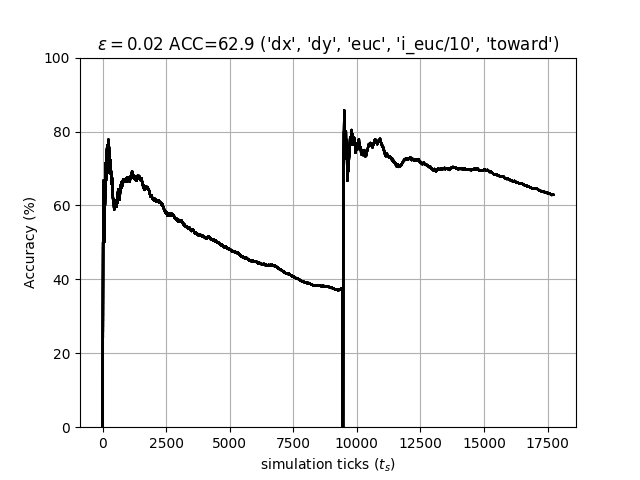 ε = 0.02 ACC=62.9 ('dx', 'dy', 'euc', 'i_euc/10', 'toward')
100
80
60
40
20
0
Accuracy (%)
0 2500 5000 7500 10000 12500 15000 17500
simulation ticks (tₛ)